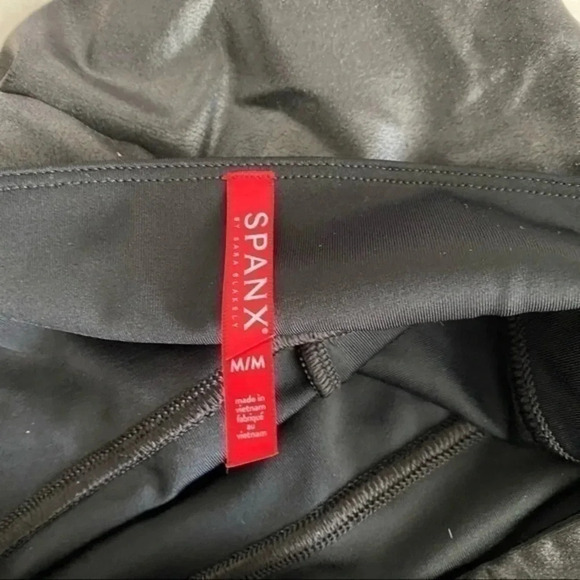 SPANX®
BY SARA BLAKELY
M/M
made in
vietnam
fabriqué
au
vietnam